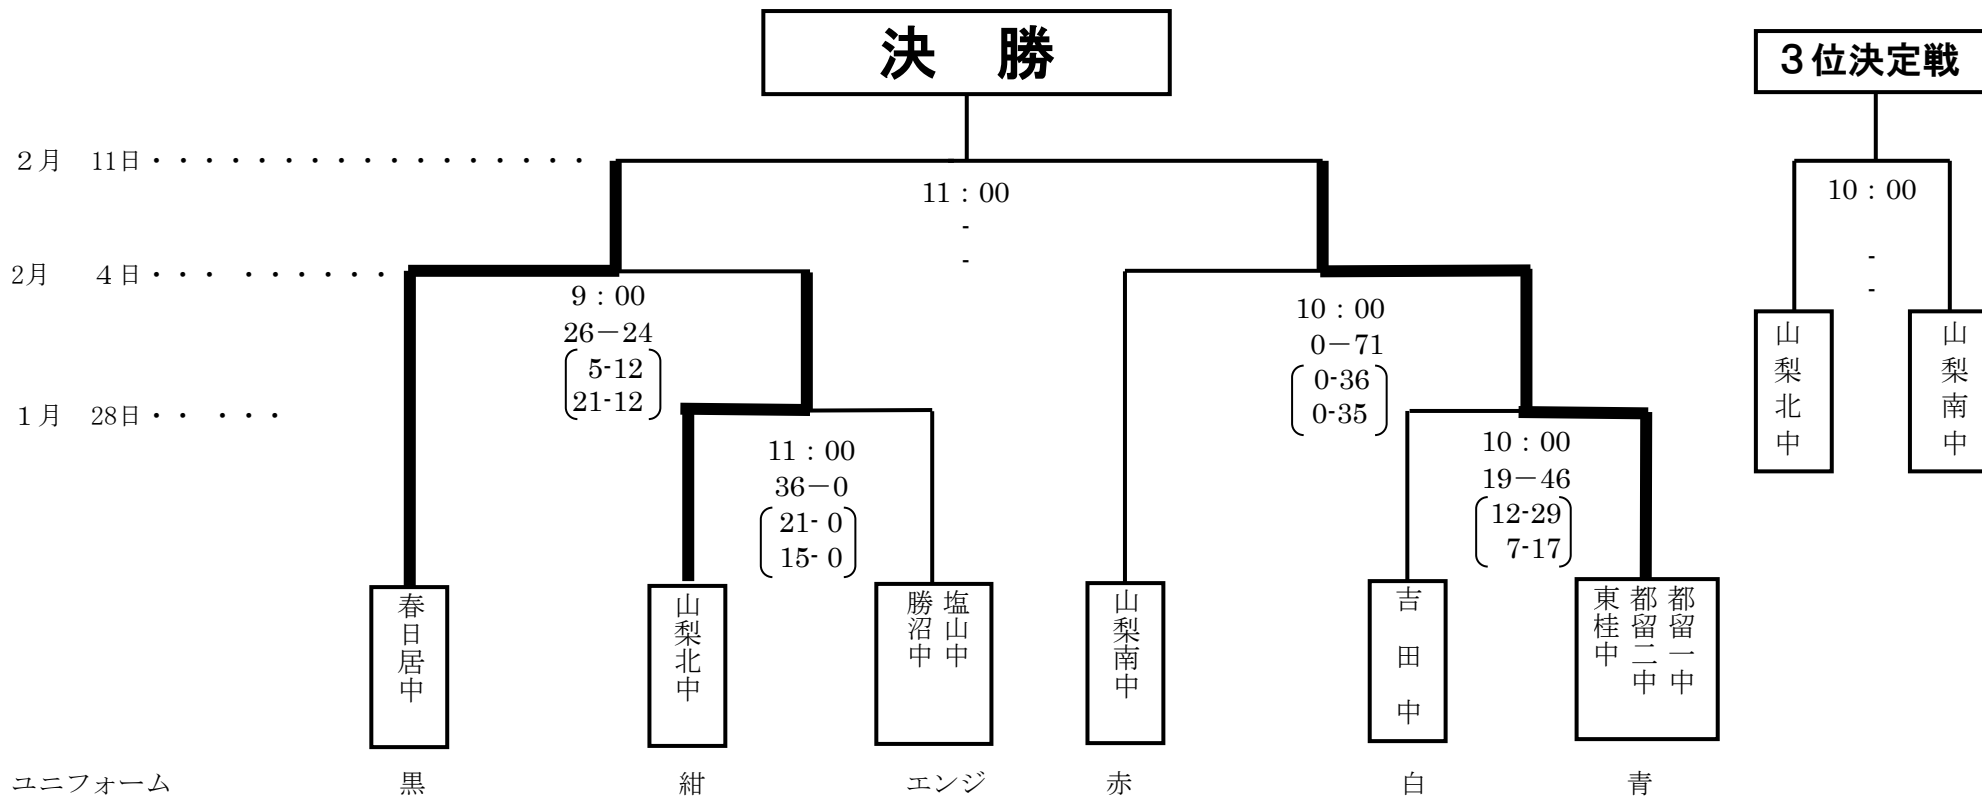 決　勝
３位決定戦
２月　11日・・・・・・・・・・・・・・・・
11：00
-
-
10：00
-
-
2月　４日・・・ ・・・・・・
9：00
26－24
5-12
21-12
10：00
0－71
0-36
0-35
山梨北中
山梨南中
１月　28日・・ ・・・
11：00
36－0
21- 0
15- 0
10：00
19－46
12-29
7-17
春日居中
山梨北中
塩山中
勝沼中
山梨南中
吉田中
都留一中
都留二中
東桂中
ユニフォーム　黒　紺　エンジ　赤　白　青